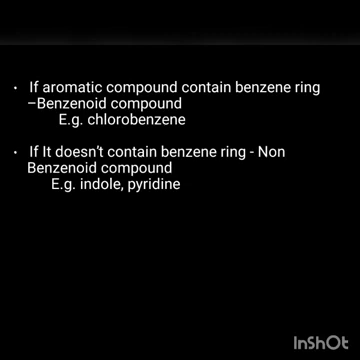 • If aromatic compound contain benzene ring
–Benzenoid compound
E.g. chlorobenzene
• If It doesn't contain benzene ring - Non
Benzenoid compound
E.g. indole, pyridine
InShOt